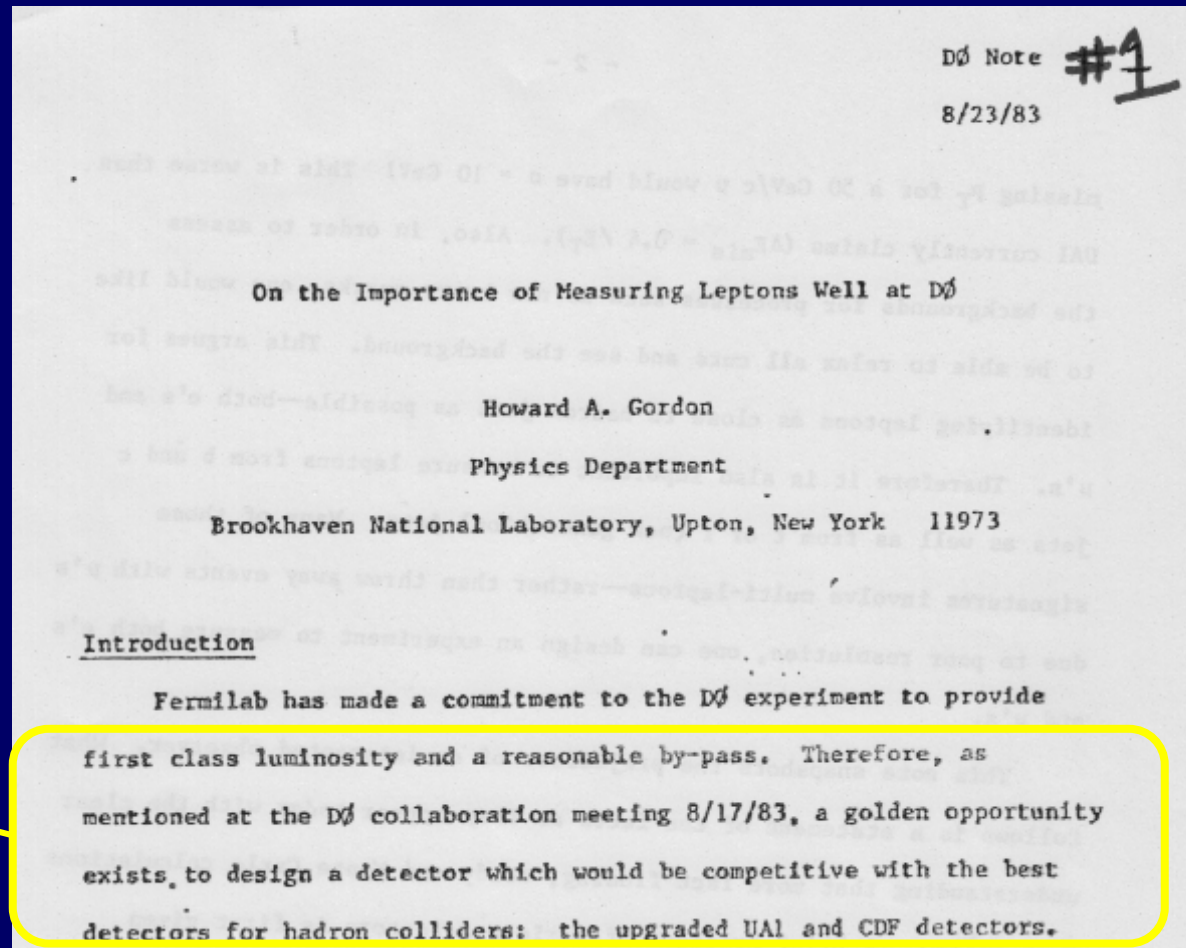 DØ Note #1
8/23/83
On the Importance of Measuring Leptons Well at DØ
Howard A. Gordon
Physics Department
Brookhaven National Laboratory, Upton, New York 11973
Introduction
Fermilab has made a commitment to the DØ experiment to provide
first class luminosity and a reasonable by-pass. Therefore, as
mentioned at the DØ collaboration meeting 8/17/83, a golden opportunity
exists to design a detector which would be competitive with the best
detectors for hadron colliders: the upgraded UA1 and CDF detectors.